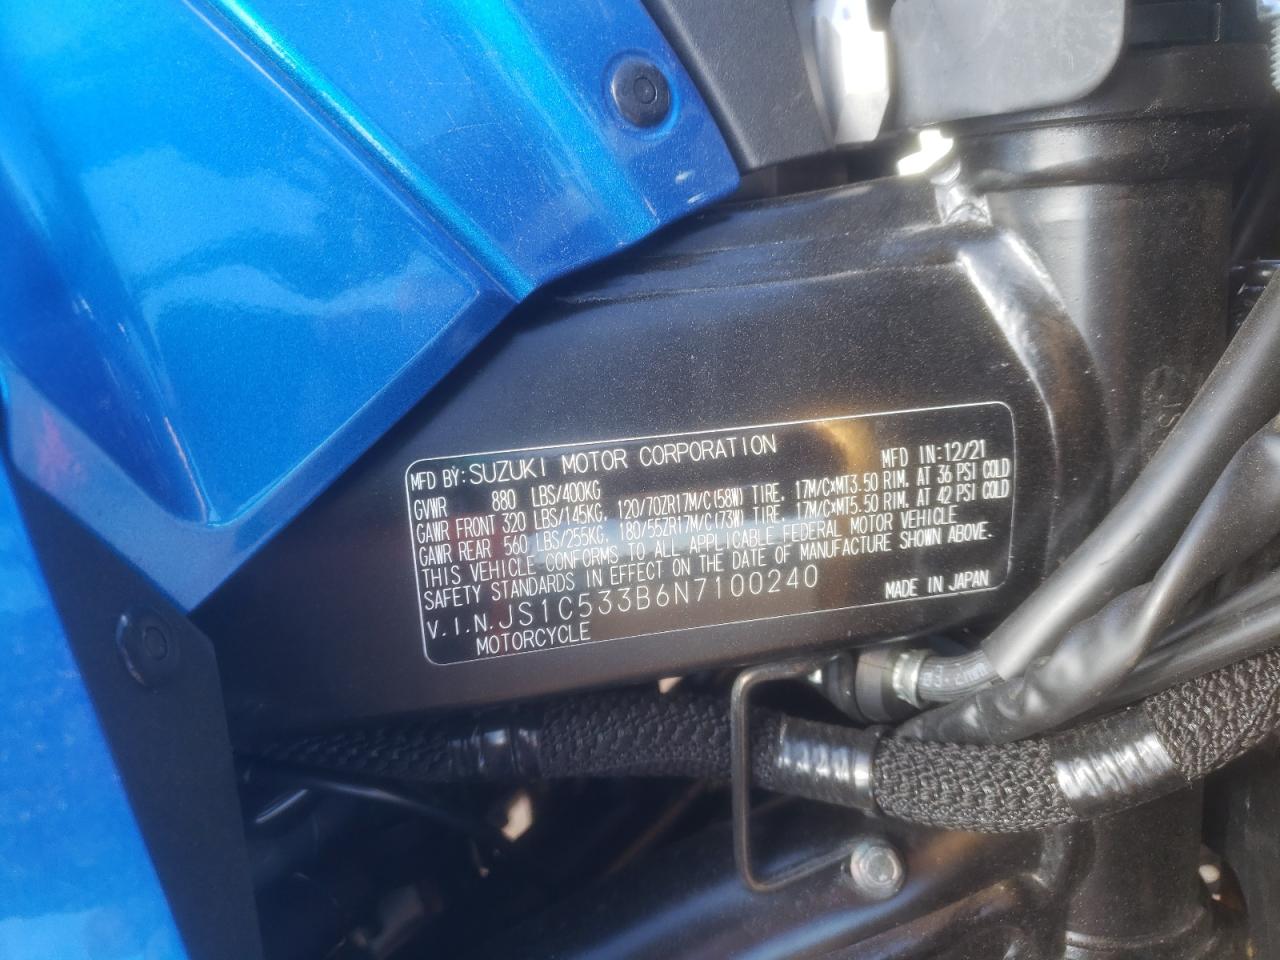 MFD BY: SUZUKI MOTOR CORPORATION MFD IN: 12/21
GVWR 880 LBS/400KG
GAWR FRONT 320 LBS/145KG, 120/70ZR17M/C(58W) TIRE, 17M/C×MT3.50 RIM, AT 36 PSI COLD
GAWR REAR 560 LBS/255KG, 180/55ZR17M/C(73W) TIRE, 17M/C×MT5.50 RIM, AT 42 PSI COLD
THIS VEHICLE CONFORMS TO ALL APPLICABLE FEDERAL MOTOR VEHICLE
SAFETY STANDARDS IN EFFECT ON THE DATE OF MANUFACTURE SHOWN ABOVE.
V.I.N. JS1C533B6N7100240 MADE IN JAPAN
MOTORCYCLE